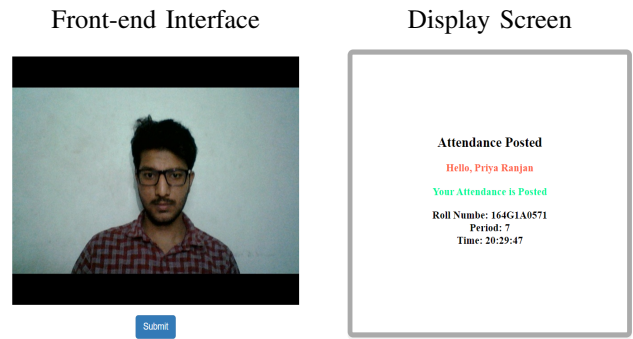 Front-end Interface
Display Screen
Submit
Attendance Posted
Hello, Priya Ranjan
Your Attendance is Posted
Roll Numbe: 164G1A0571
Period: 7
Time: 20:29:47